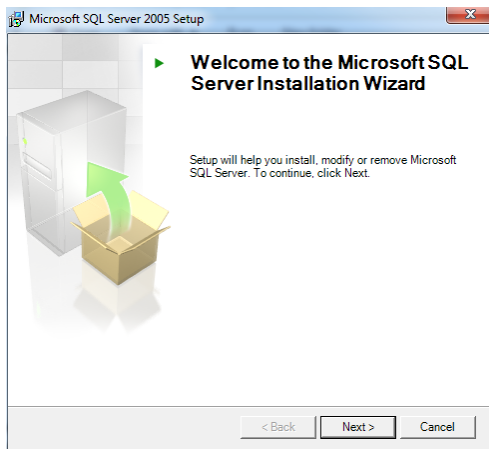 Microsoft SQL Server 2005 Setup
Welcome to the Microsoft SQL
Server Installation Wizard
Setup will help you install, modify or remove Microsoft
SQL Server. To continue, click Next.
< Back
Next >
Cancel